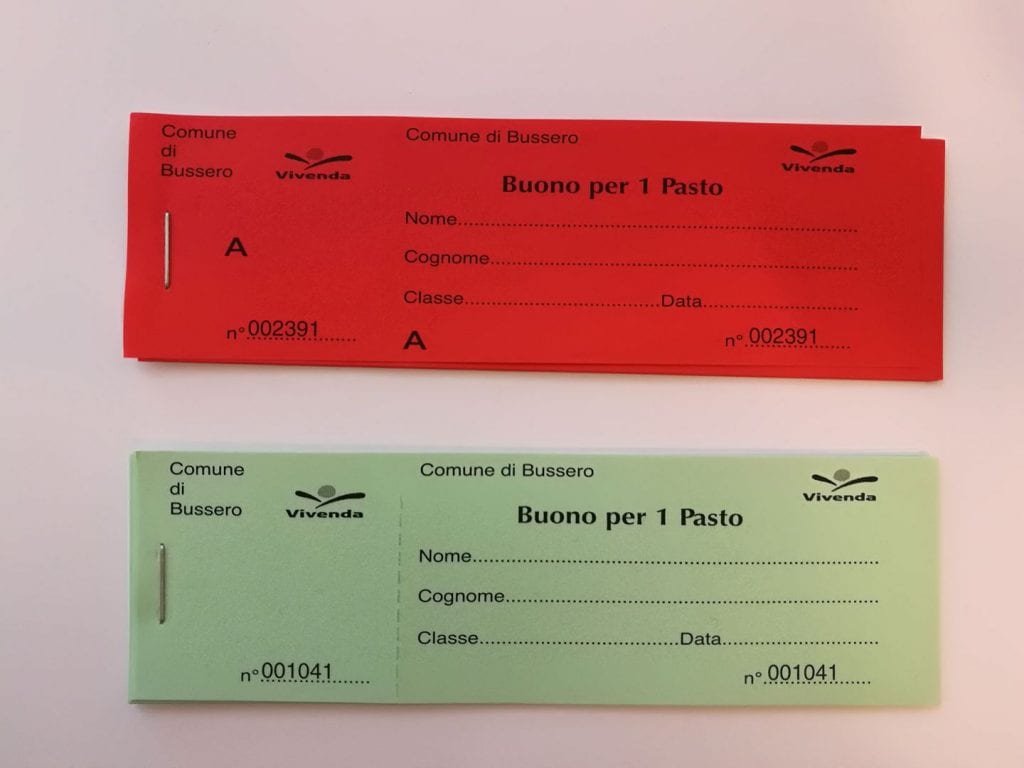 Comune
di
Bussero
Vivenda
A
n° 002391
Comune di Bussero
Vivenda
Buono per 1 Pasto
Nome
Cognome
Classe Data
A n° 002391
Comune
di
Bussero
Vivenda
n° 001041
Comune di Bussero
Vivenda
Buono per 1 Pasto
Nome
Cognome
Classe Data
n° 001041